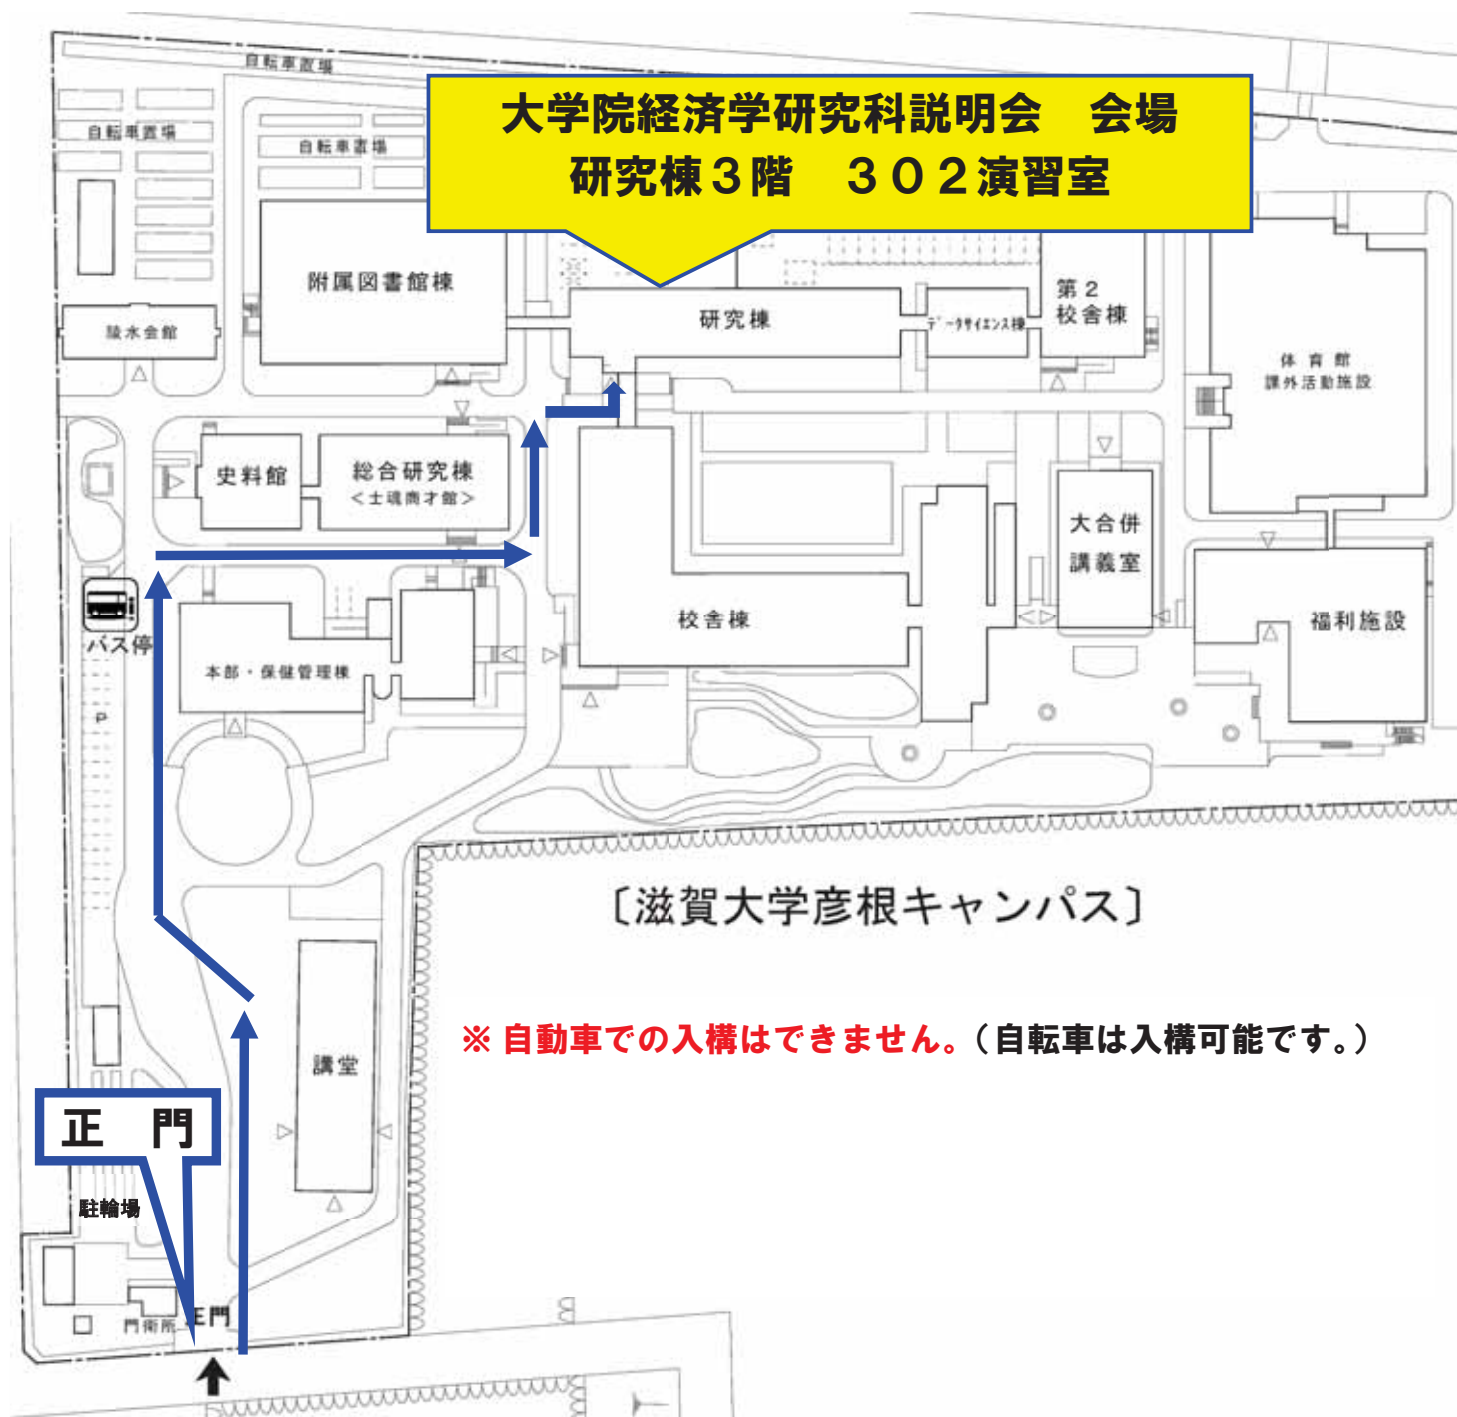 自転車置場
大学院経済学研究科説明会　会場
研究棟３階　３０２演習室
自転車置場
自転車置場
附属図書館棟
研究棟
データサイエンス棟
第２
校舎棟
陵水会館
体育館
課外活動施設
史料館
総合研究棟
＜士魂商才館＞
大合併
講義室
バス停
校舎棟
福利施設
本部・保健管理棟
P
〔滋賀大学彦根キャンパス〕
※ 自動車での入構はできません。（自転車は入構可能です。）
講堂
正　門
駐輪場
門衛所
正門